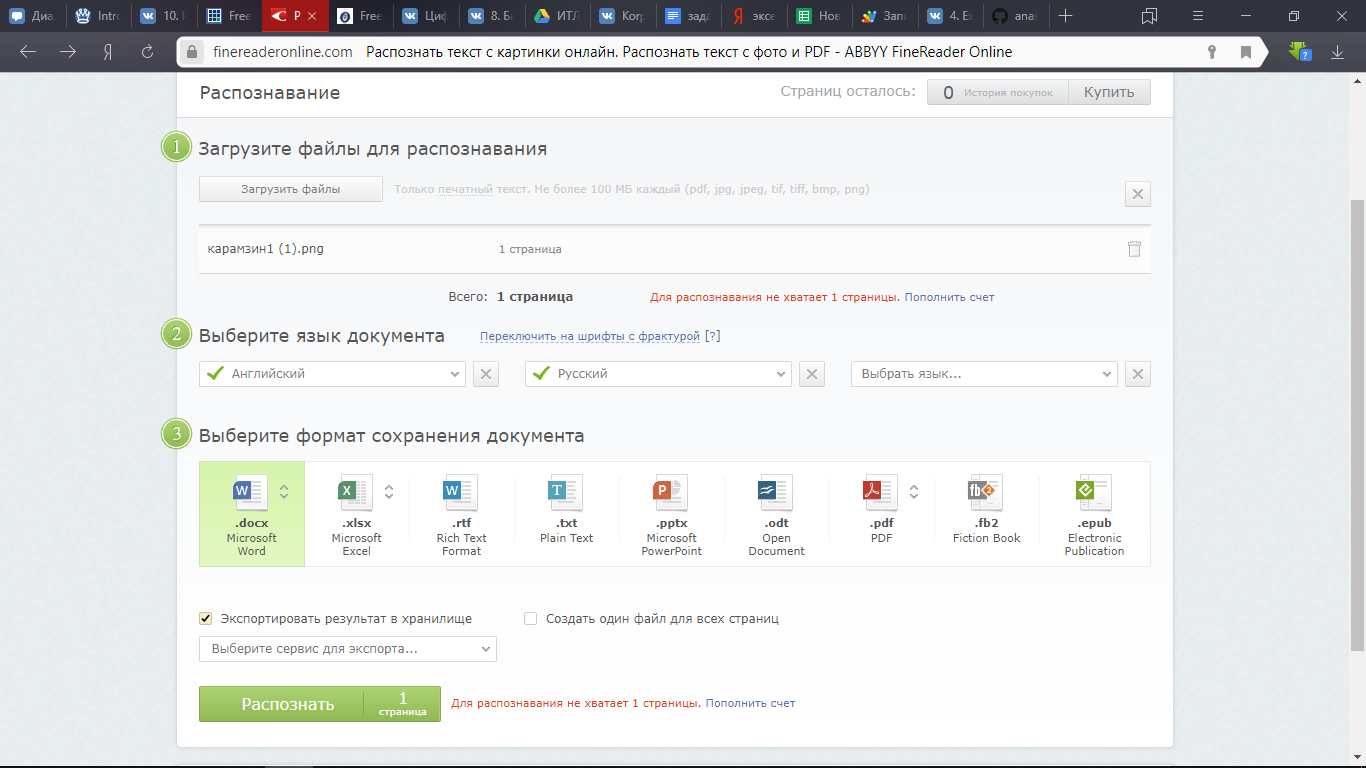 Диа Intro 10. F Free Р Free Циф 8. Ба ИТЛ Корп зада эксе Нов Запи 4. Ex anas
finereaderonline.com Распознать текст с картинки онлайн. Распознать текст с фото и PDF - ABBYY FineReader Online
Распознавание Страниц осталось: 0 История покупок Купить
1 Загрузите файлы для распознавания
Загрузить файлы Только печатный текст. Не более 100 МБ каждый (pdf, jpg, jpeg, tif, tiff, bmp, png)
карамзин1 (1).png 1 страница
Всего: 1 страница Для распознавания не хватает 1 страницы. Пополнить счет
2 Выберите язык документа Переключить на шрифты с фрактурой [?]
Английский Русский Выбрать язык...
3 Выберите формат сохранения документа
.docx .xlsx .rtf .txt .pptx .odt .pdf .fb2 .epub
Microsoft Microsoft Rich Text Plain Text Microsoft Open PDF Fiction Book Electronic
Word Excel Format PowerPoint Document Publication
Экспортировать результат в хранилище Создать один файл для всех страниц
Выберите сервис для экспорта...
Распознать 1 страница Для распознавания не хватает 1 страницы. Пополнить счет